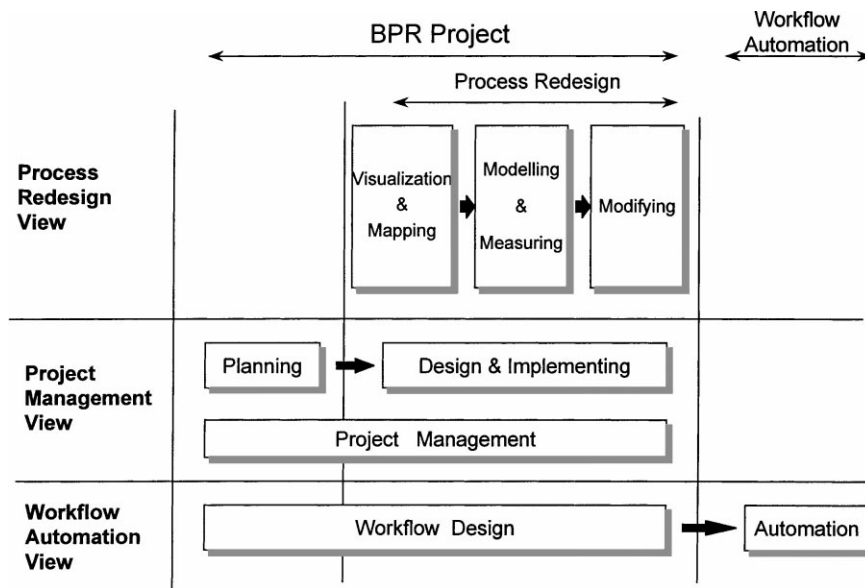 BPR Project
Workflow
Automation
Process Redesign
Process
Redesign
View
Visualization
&
Mapping
Modelling
&
Measuring
Modifying
Project
Management
View
Planning
Design & Implementing
Project Management
Workflow
Automation
View
Workflow Design
Automation